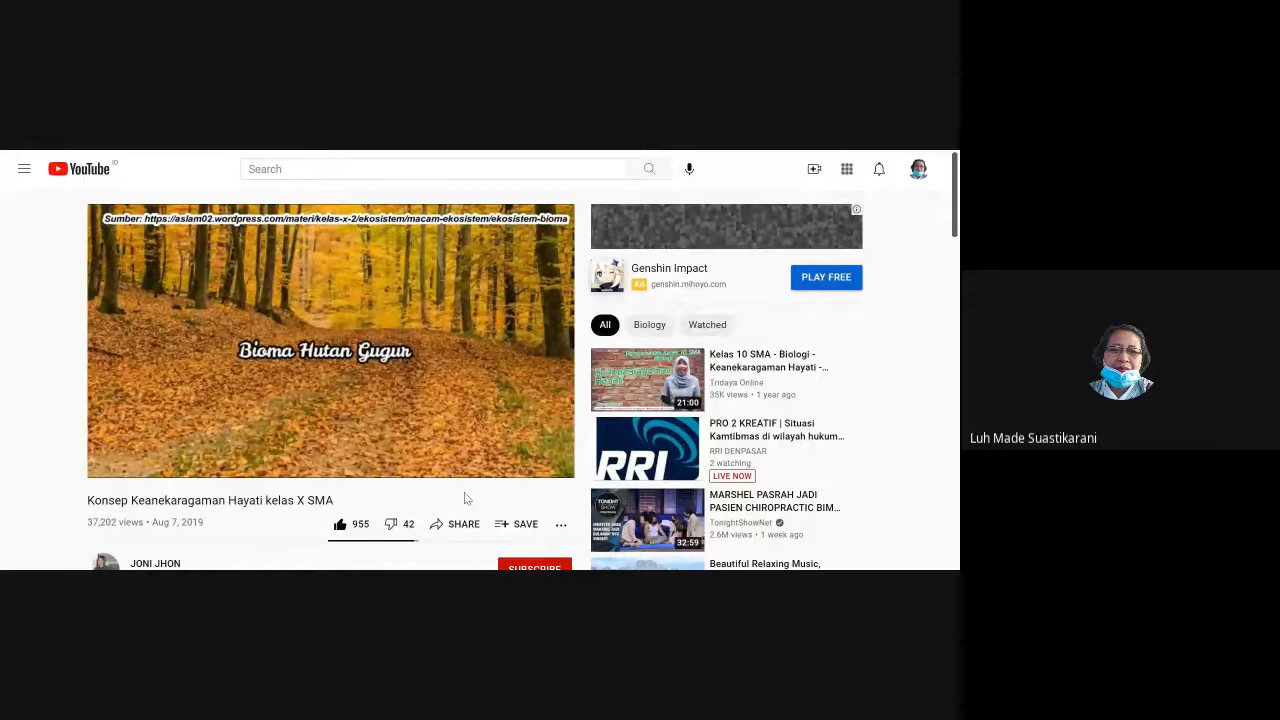 YouTube ID
Search
Sumber: https://aslam02.wordpress.com/materi/kelas-x-2/ekosistem/macam-ekosistem/ekosistem-bioma
Bioma Hutan Gugur
Konsep Keanekaragaman Hayati kelas X SMA
37,202 views • Aug 7, 2019
955
42
SHARE
SAVE
JONI JHON
SUBSCRIBE
Genshin Impact
Ad genshin.mihoyo.com
PLAY FREE
All
Biology
Watched
21:00
Kelas 10 SMA - Biologi -
Keanekaragaman Hayati -...
Tridaya Online
35K views • 1 year ago
RRI
PRO 2 KREATIF | Situasi
Kamtibmas di wilayah hukum...
RRI DENPASAR
2 watching
LIVE NOW
TONIGHT
SHOW
32:59
MARSHEL PASRAH JADI
PASIEN CHIROPRACTIC BIM...
TonightShowNet
2.6M views • 1 week ago
Beautiful Relaxing Music,
Luh Made Suastikarani